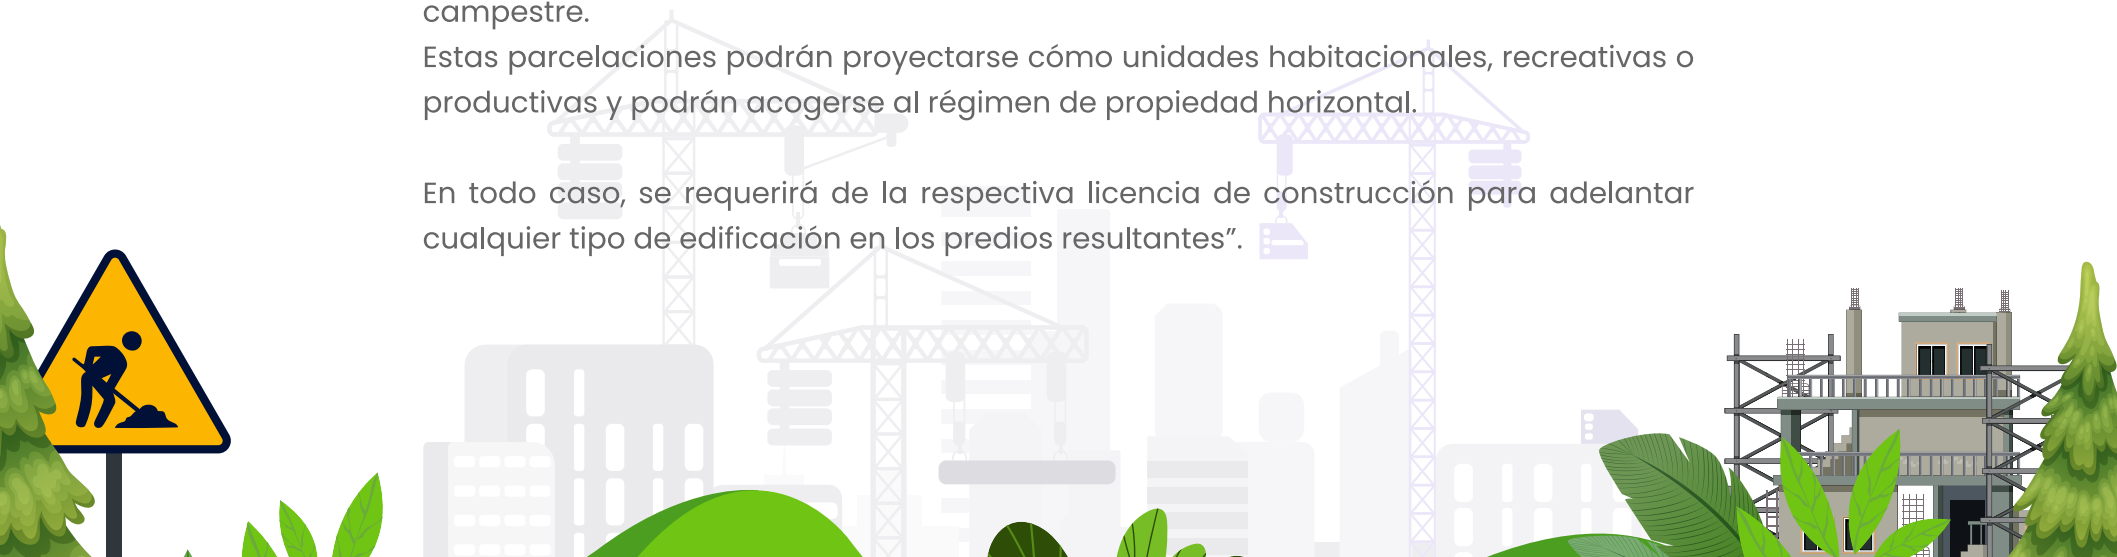 campestre.
Estas parcelaciones podrán proyectarse cómo unidades habitacionales, recreativas o
productivas y podrán acogerse al régimen de propiedad horizontal.
En todo caso, se requerirá de la respectiva licencia de construcción para adelantar
cualquier tipo de edificación en los predios resultantes”.